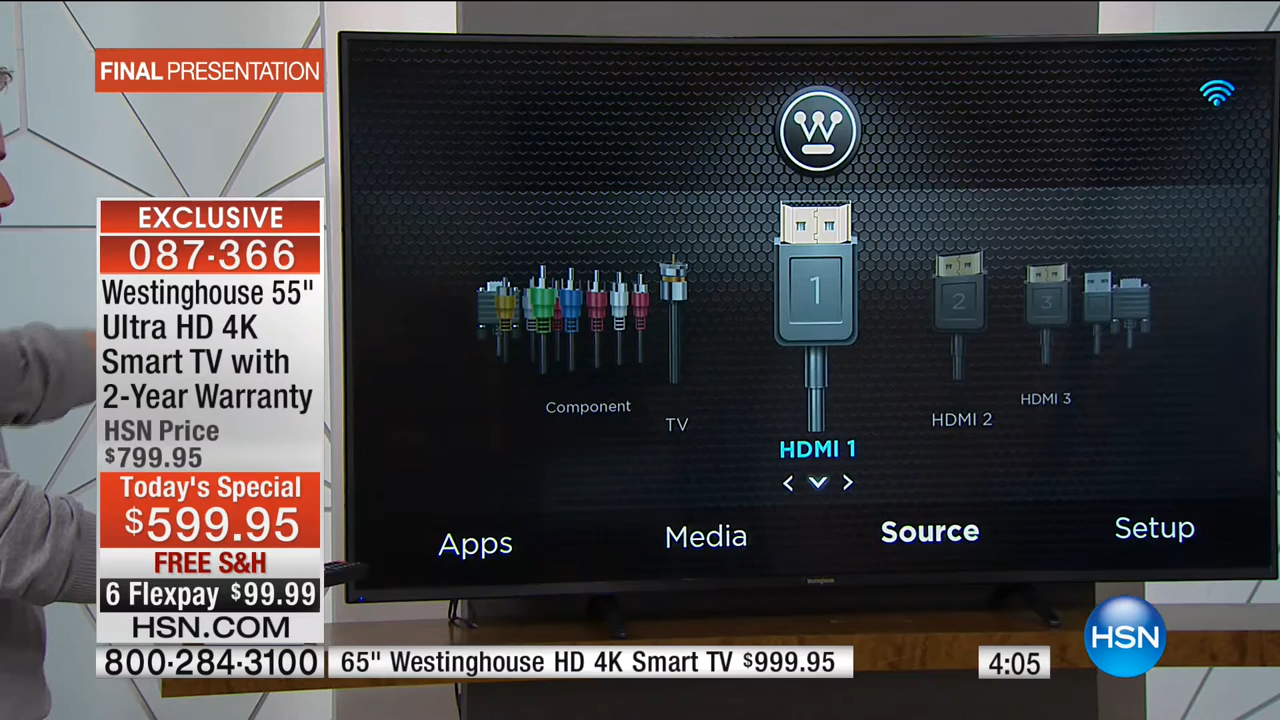 FINAL PRESENTATION
EXCLUSIVE
087·366
Westinghouse 55"
Ultra HD 4K
Smart TV with
2-Year Warranty
HSN Price
$799.95
Today's Special
$599.95
FREE S&H
6 Flexpay $99.99
HSN.COM
800·284·3100
65" Westinghouse HD 4K Smart TV $999.95
4:05
HSN
W
1
2
3
Component
TV
HDMI 1
HDMI 2
HDMI 3
Apps
Media
Source
Setup
Westinghouse